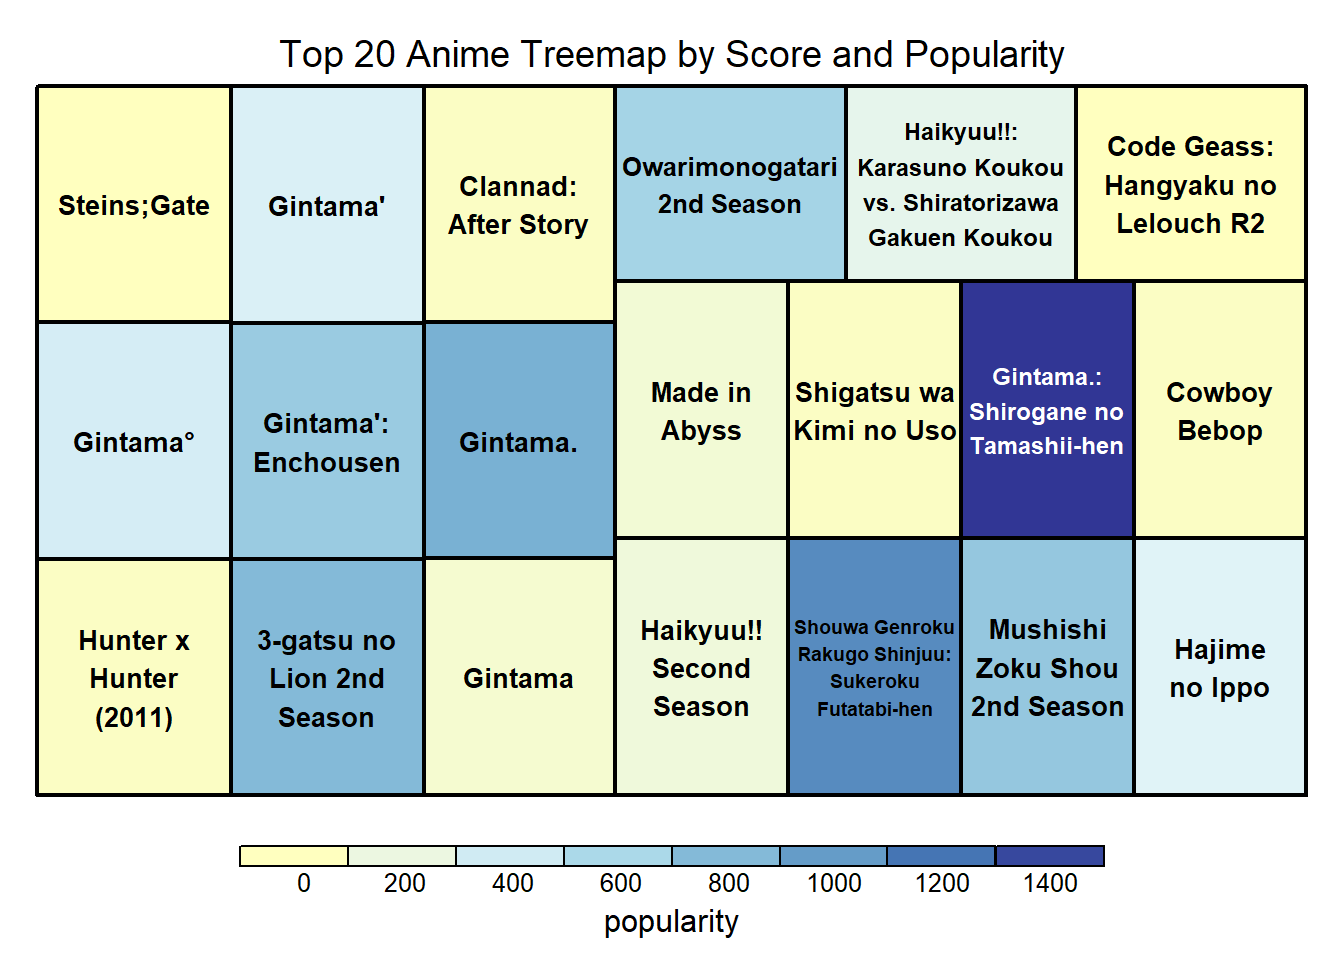 Top 20 Anime Treemap by Score and Popularity
Steins;Gate
Gintama'
Clannad:
After Story
Owarimonogatari
2nd Season
Haikyuu!!:
Karasuno Koukou
vs. Shiratorizawa
Gakuen Koukou
Code Geass:
Hangyaku no
Lelouch R2
Gintama°
Gintama':
Enchousen
Gintama.
Made in
Abyss
Shigatsu wa
Kimi no Uso
Gintama.:
Shirogane no
Tamashii-hen
Cowboy
Bebop
Hunter x
Hunter
(2011)
3-gatsu no
Lion 2nd
Season
Gintama
Haikyuu!!
Second
Season
Shouwa Genroku
Rakugo Shinjuu:
Sukeroku
Futatabi-hen
Mushishi
Zoku Shou
2nd Season
Hajime
no Ippo
0 200 400 600 800 1000 1200 1400
popularity